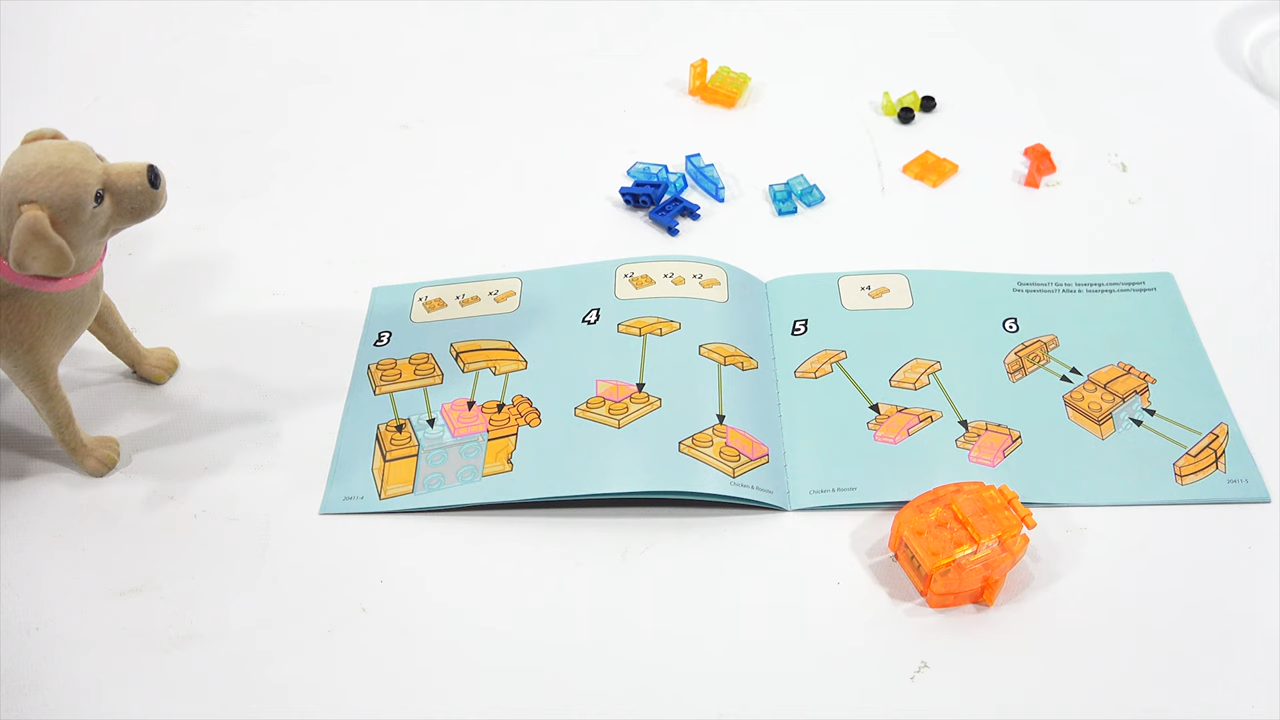 x1 x1 x2
3
x2 x2 x2
4
20411-4
Chicken & Rooster
x4
5
Questions?? Go to: laserpegs.com/support
Des questions?? Allez à: laserpegs.com/support
6
Chicken & Rooster
20411-5